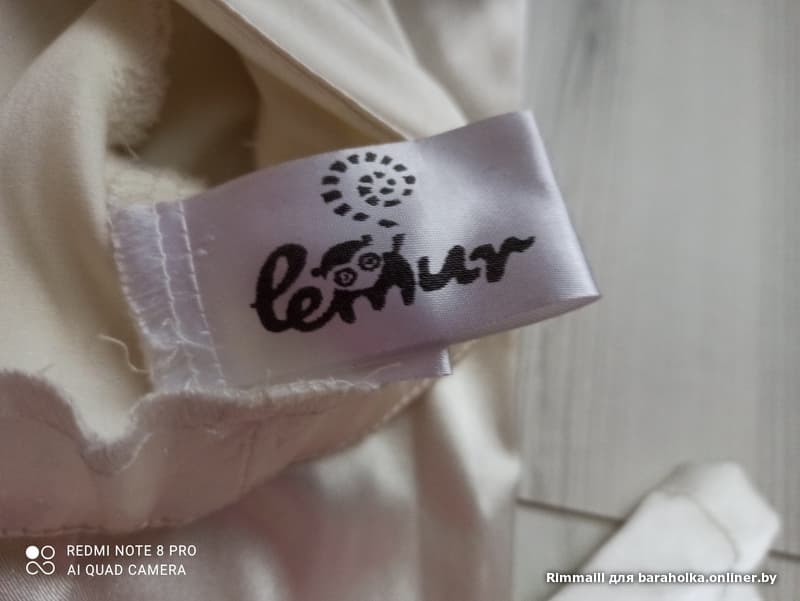 lemur
REDMI NOTE 8 PRO
AI QUAD CAMERA
Rimmalll для baraholka.onliner.by